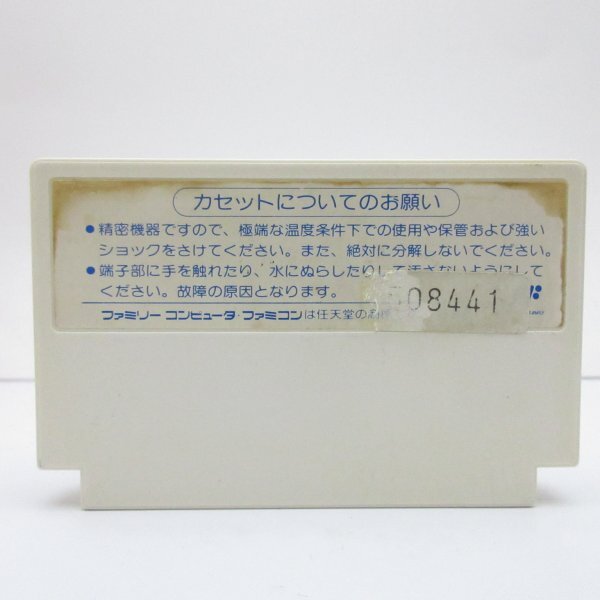 カセットについてのお願い
●精密機器ですので、極端な温度条件下での使用や保管および強い
ショックをさけてください。また、絶対に分解しないでください。
●端子部に手を触れたり、水にぬらしたりして汚さないようにして
ください。故障の原因となります。
508441
ファミリー コンピュータ・ファミコンは任天堂の商標